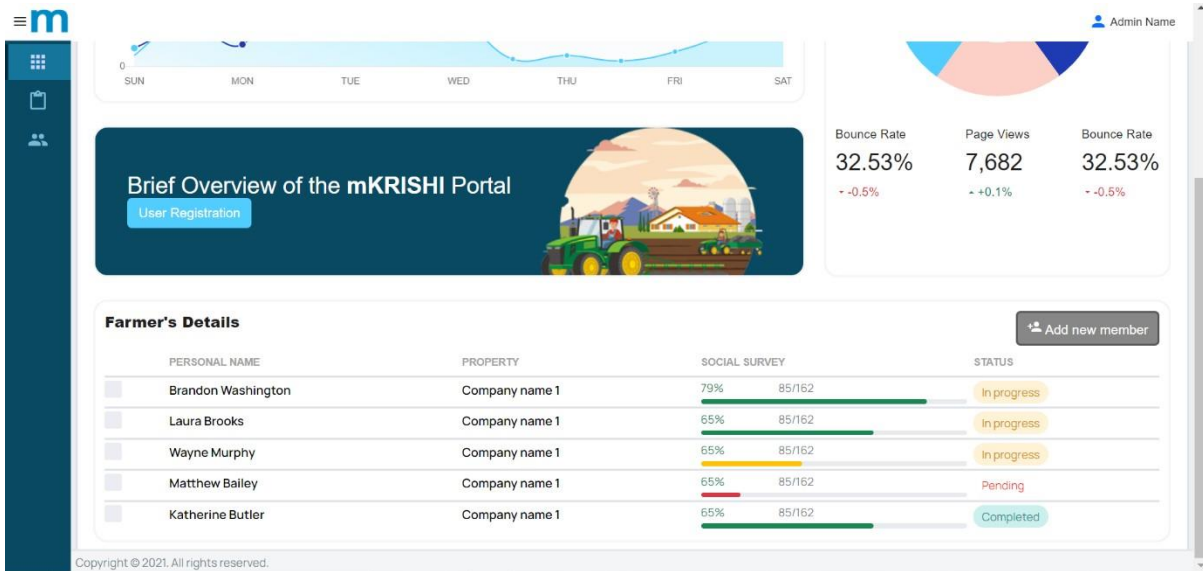 m
Admin Name
0
SUN MON TUE WED THU FRI SAT
Brief Overview of the mKRISHI Portal
User Registration
Bounce Rate Page Views Bounce Rate
32.53% 7,682 32.53%
-0.5% +0.1% -0.5%
Farmer's Details
Add new member
PERSONAL NAME PROPERTY SOCIAL SURVEY STATUS
Brandon Washington Company name 1 79% 85/162 In progress
Laura Brooks Company name 1 65% 85/162 In progress
Wayne Murphy Company name 1 65% 85/162 In progress
Matthew Bailey Company name 1 65% 85/162 Pending
Katherine Butler Company name 1 65% 85/162 Completed
Copyright © 2021. All rights reserved.